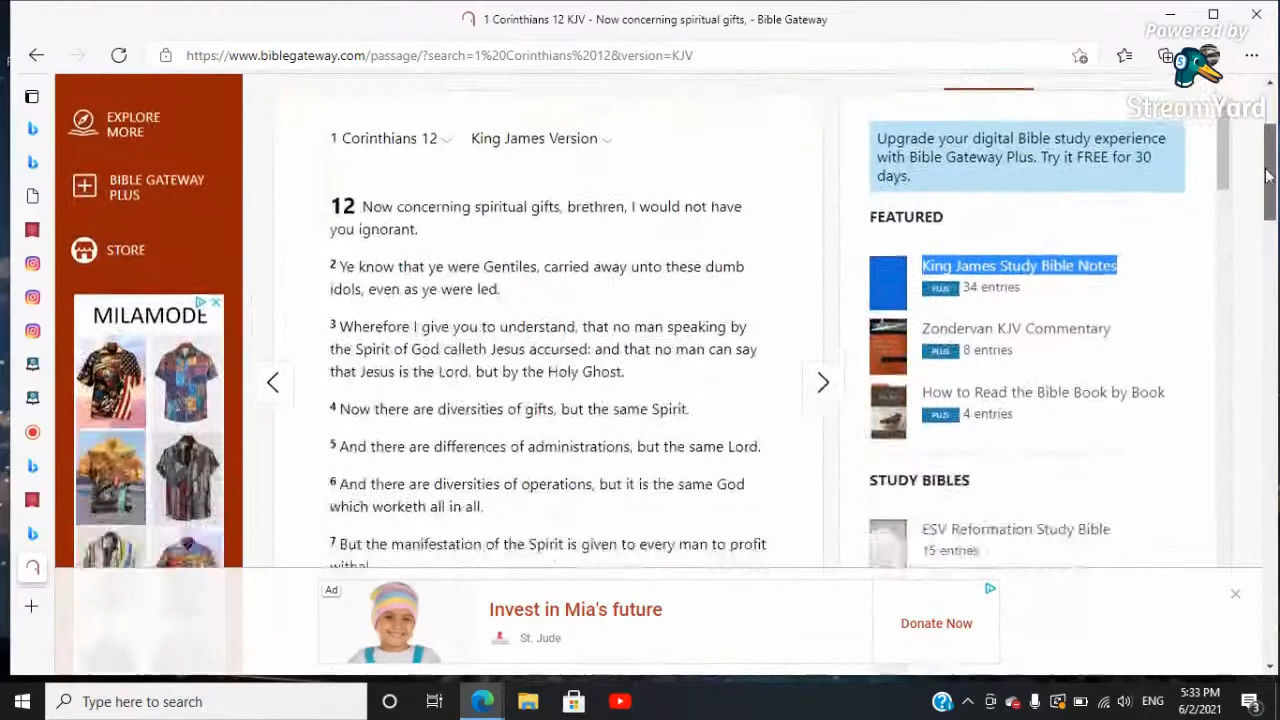 1 Corinthians 12 KJV - Now concerning spiritual gifts, - Bible Gateway
Powered by
StreamYard
https://www.biblegateway.com/passage/?search=1%20Corinthians%2012&version=KJV
EXPLORE
MORE
BIBLE GATEWAY
PLUS
STORE
MILAMODE
1 Corinthians 12
King James Version
12 Now concerning spiritual gifts, brethren, I would not have
you ignorant.
2 Ye know that ye were Gentiles, carried away unto these dumb
idols, even as ye were led.
3 Wherefore I give you to understand, that no man speaking by
the Spirit of God calleth Jesus accursed: and that no man can say
that Jesus is the Lord, but by the Holy Ghost.
4 Now there are diversities of gifts, but the same Spirit.
5 And there are differences of administrations, but the same Lord.
6 And there are diversities of operations, but it is the same God
which worketh all in all.
7 But the manifestation of the Spirit is given to every man to profit
withal.
Upgrade your digital Bible study experience
with Bible Gateway Plus. Try it FREE for 30
days.
FEATURED
King James Study Bible Notes
PLUS 34 entries
Zondervan KJV Commentary
PLUS 8 entries
How to Read the Bible Book by Book
PLUS 4 entries
STUDY BIBLES
ESV Reformation Study Bible
15 entries
Ad
Invest in Mia's future
St. Jude
Donate Now
Type here to search
ENG
5:33 PM
6/2/2021
3